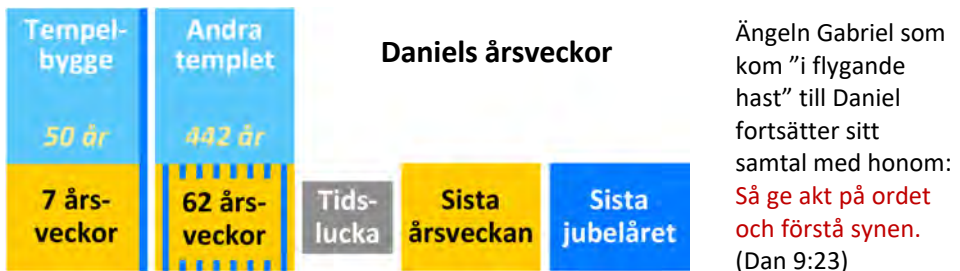 Tempel-
bygge
50 år
7 års-
veckor
Andra
templet
442 år
62 års-
veckor
Daniels årsveckor
Tids-
lucka
Sista
årsveckan
Sista
jubelåret
Ängeln Gabriel som
kom ”i flygande
hast” till Daniel
fortsätter sitt
samtal med honom:
Så ge akt på ordet
och förstå synen.
(Dan 9:23)